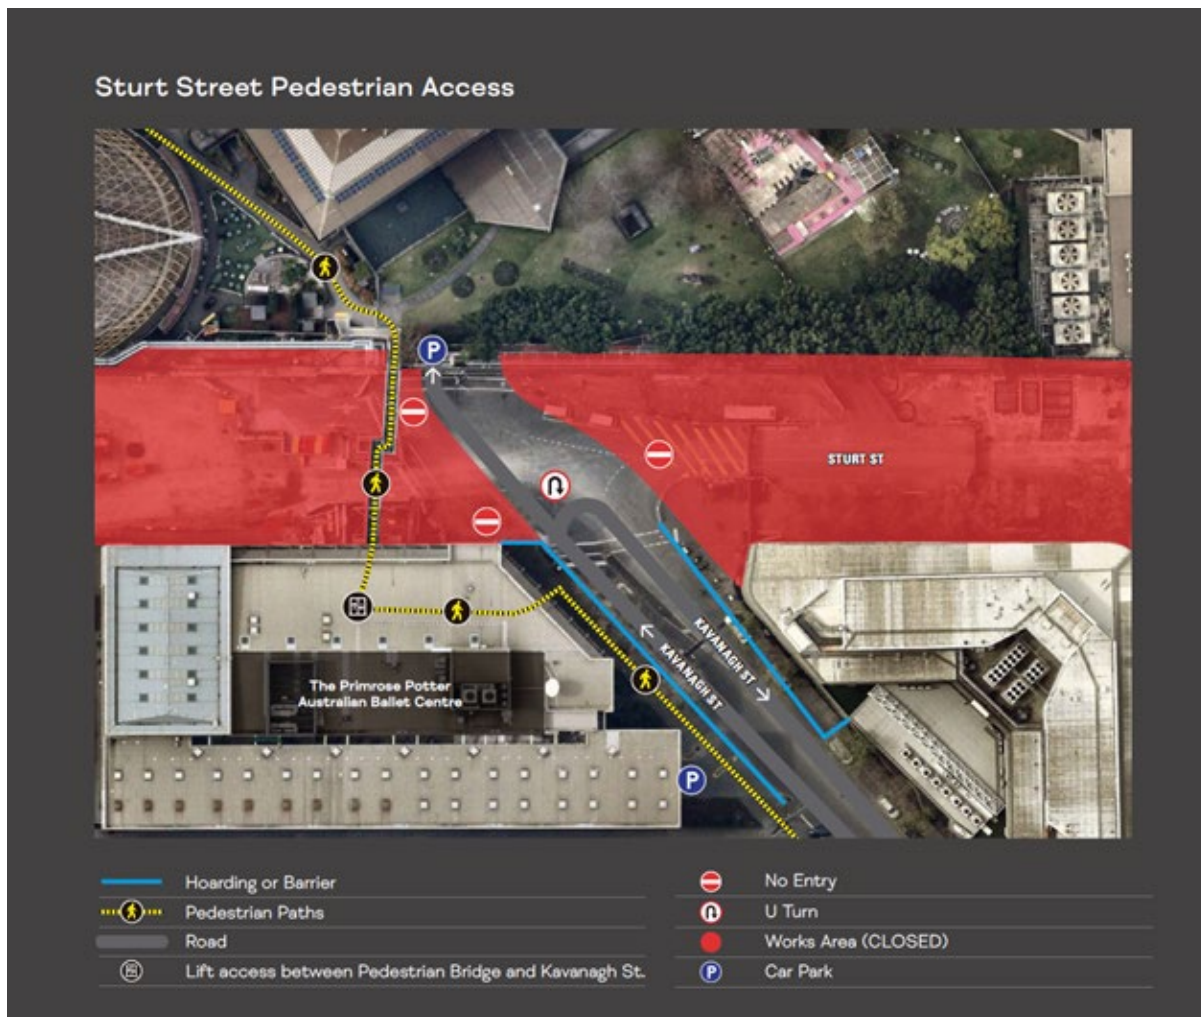 Sturt Street Pedestrian Access
P
STURT ST
KAVANAGH ST
KAVANAGH ST
The Primrose Potter
Australian Ballet Centre
P
Hoarding or Barrier
Pedestrian Paths
Road
Lift access between Pedestrian Bridge and Kavanagh St.
No Entry
U Turn
Works Area (CLOSED)
P Car Park